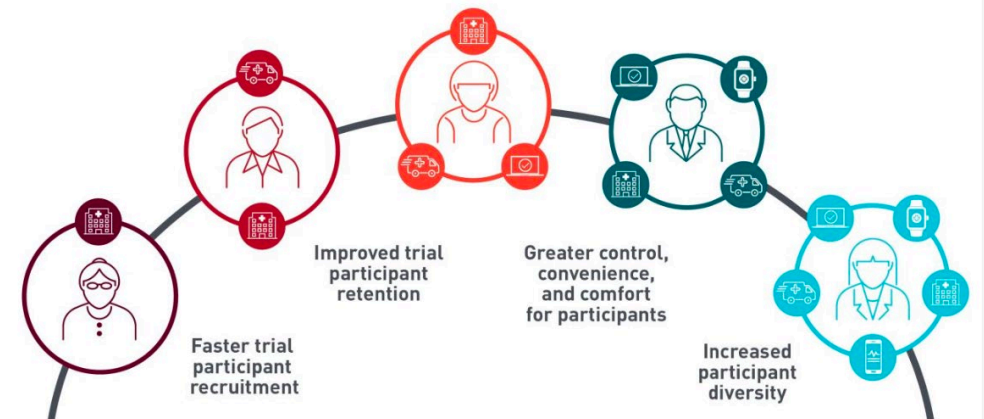 Faster trial
participant
recruitment
Improved trial
participant
retention
Greater control,
convenience,
and comfort
for participants
Increased
participant
diversity